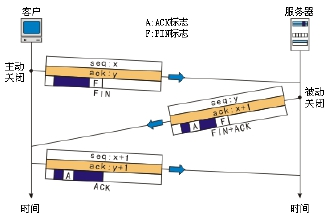 客户
A:ACK标志
F:FIN标志
服务器
主动
关闭
seq:x
ack:y
F
FIN
被动
关闭
seq:y
ack:x+1
A
F
FIN+ACK
seq:x+1
ack:y+1
A
ACK
时间
时间